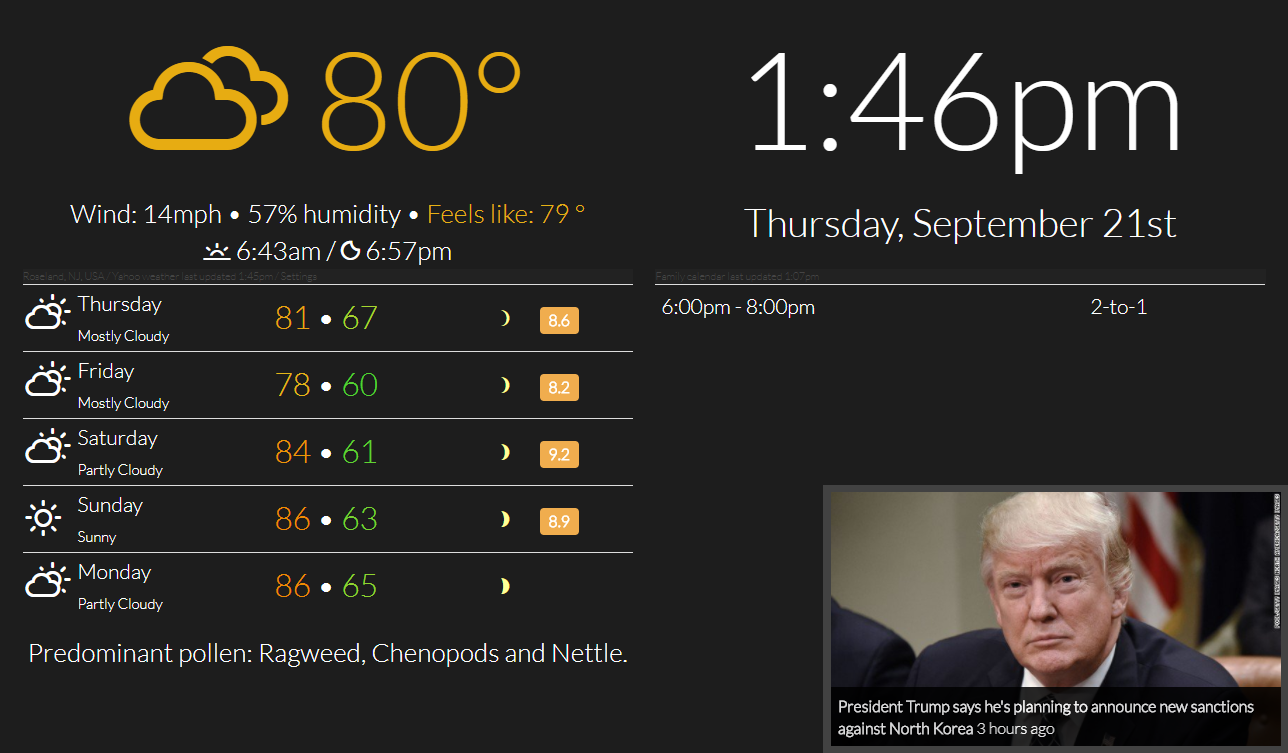 80°
Wind: 14mph • 57% humidity • Feels like: 79 °
6:43am / 6:57pm
Roseland, NJ, USA / Yahoo weather last updated 1:45pm / Settings
Thursday
Mostly Cloudy
81 • 67
8.6
Friday
Mostly Cloudy
78 • 60
8.2
Saturday
Partly Cloudy
84 • 61
9.2
Sunday
Sunny
86 • 63
8.9
Monday
Partly Cloudy
86 • 65
Predominant pollen: Ragweed, Chenopods and Nettle.
1:46pm
Thursday, September 21st
Family calendar last updated 1:07pm
6:00pm - 8:00pm 2-to-1
President Trump says he's planning to announce new sanctions
against North Korea 3 hours ago